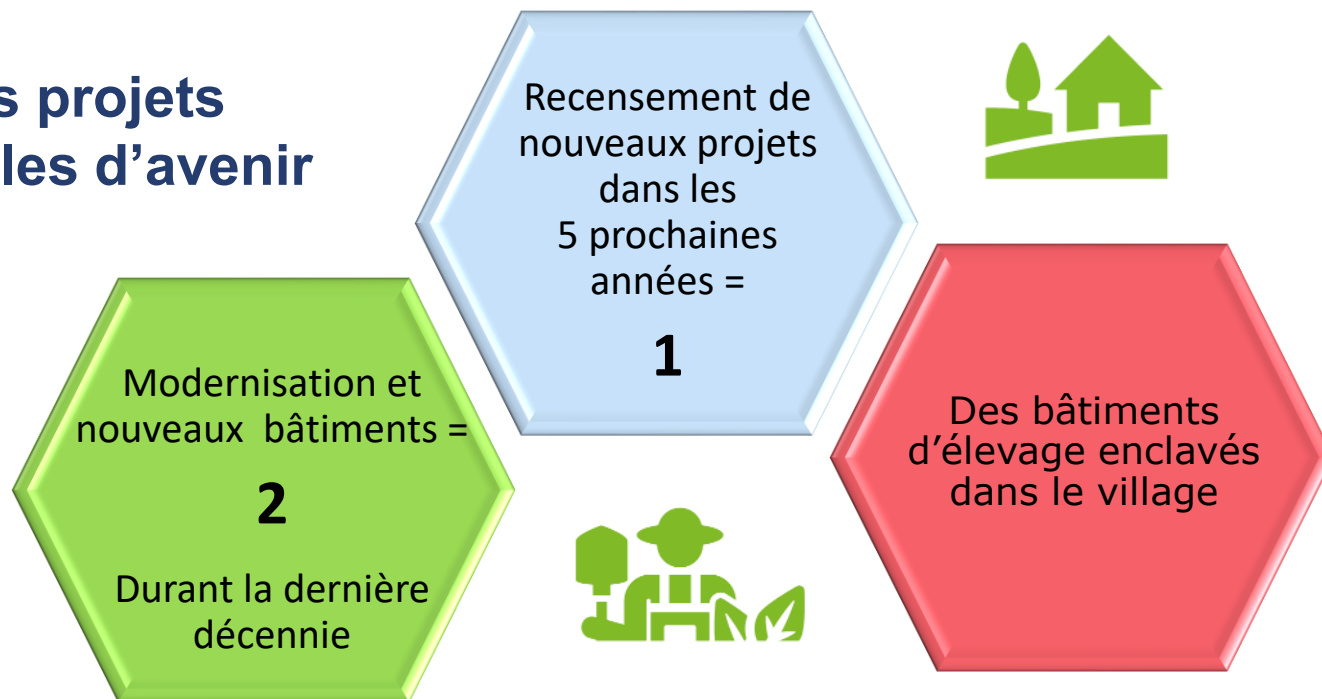 s projets
les d’avenir
Recensement de
nouveaux projets
dans les
5 prochaines
années =
1
Modernisation et
nouveaux bâtiments =
2
Durant la dernière
décennie
Des bâtiments
d’élevage enclavés
dans le village